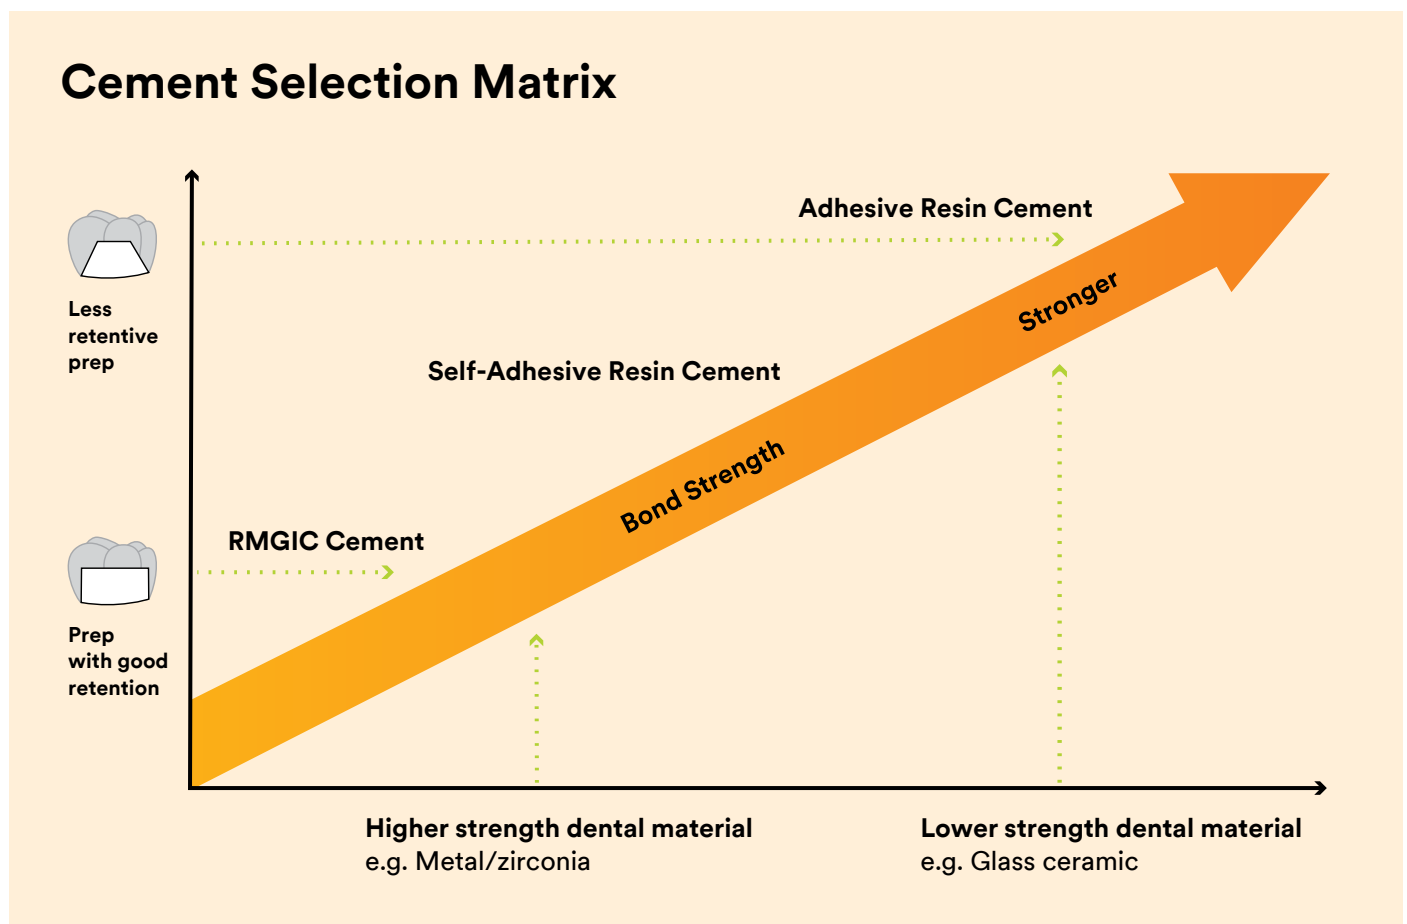 Cement Selection Matrix
Adhesive Resin Cement
Less
retentive
prep
Stronger
Self-Adhesive Resin Cement
Bond Strength
RMGIC Cement
Prep
with good
retention
Higher strength dental material
e.g. Metal/zirconia
Lower strength dental material
e.g. Glass ceramic